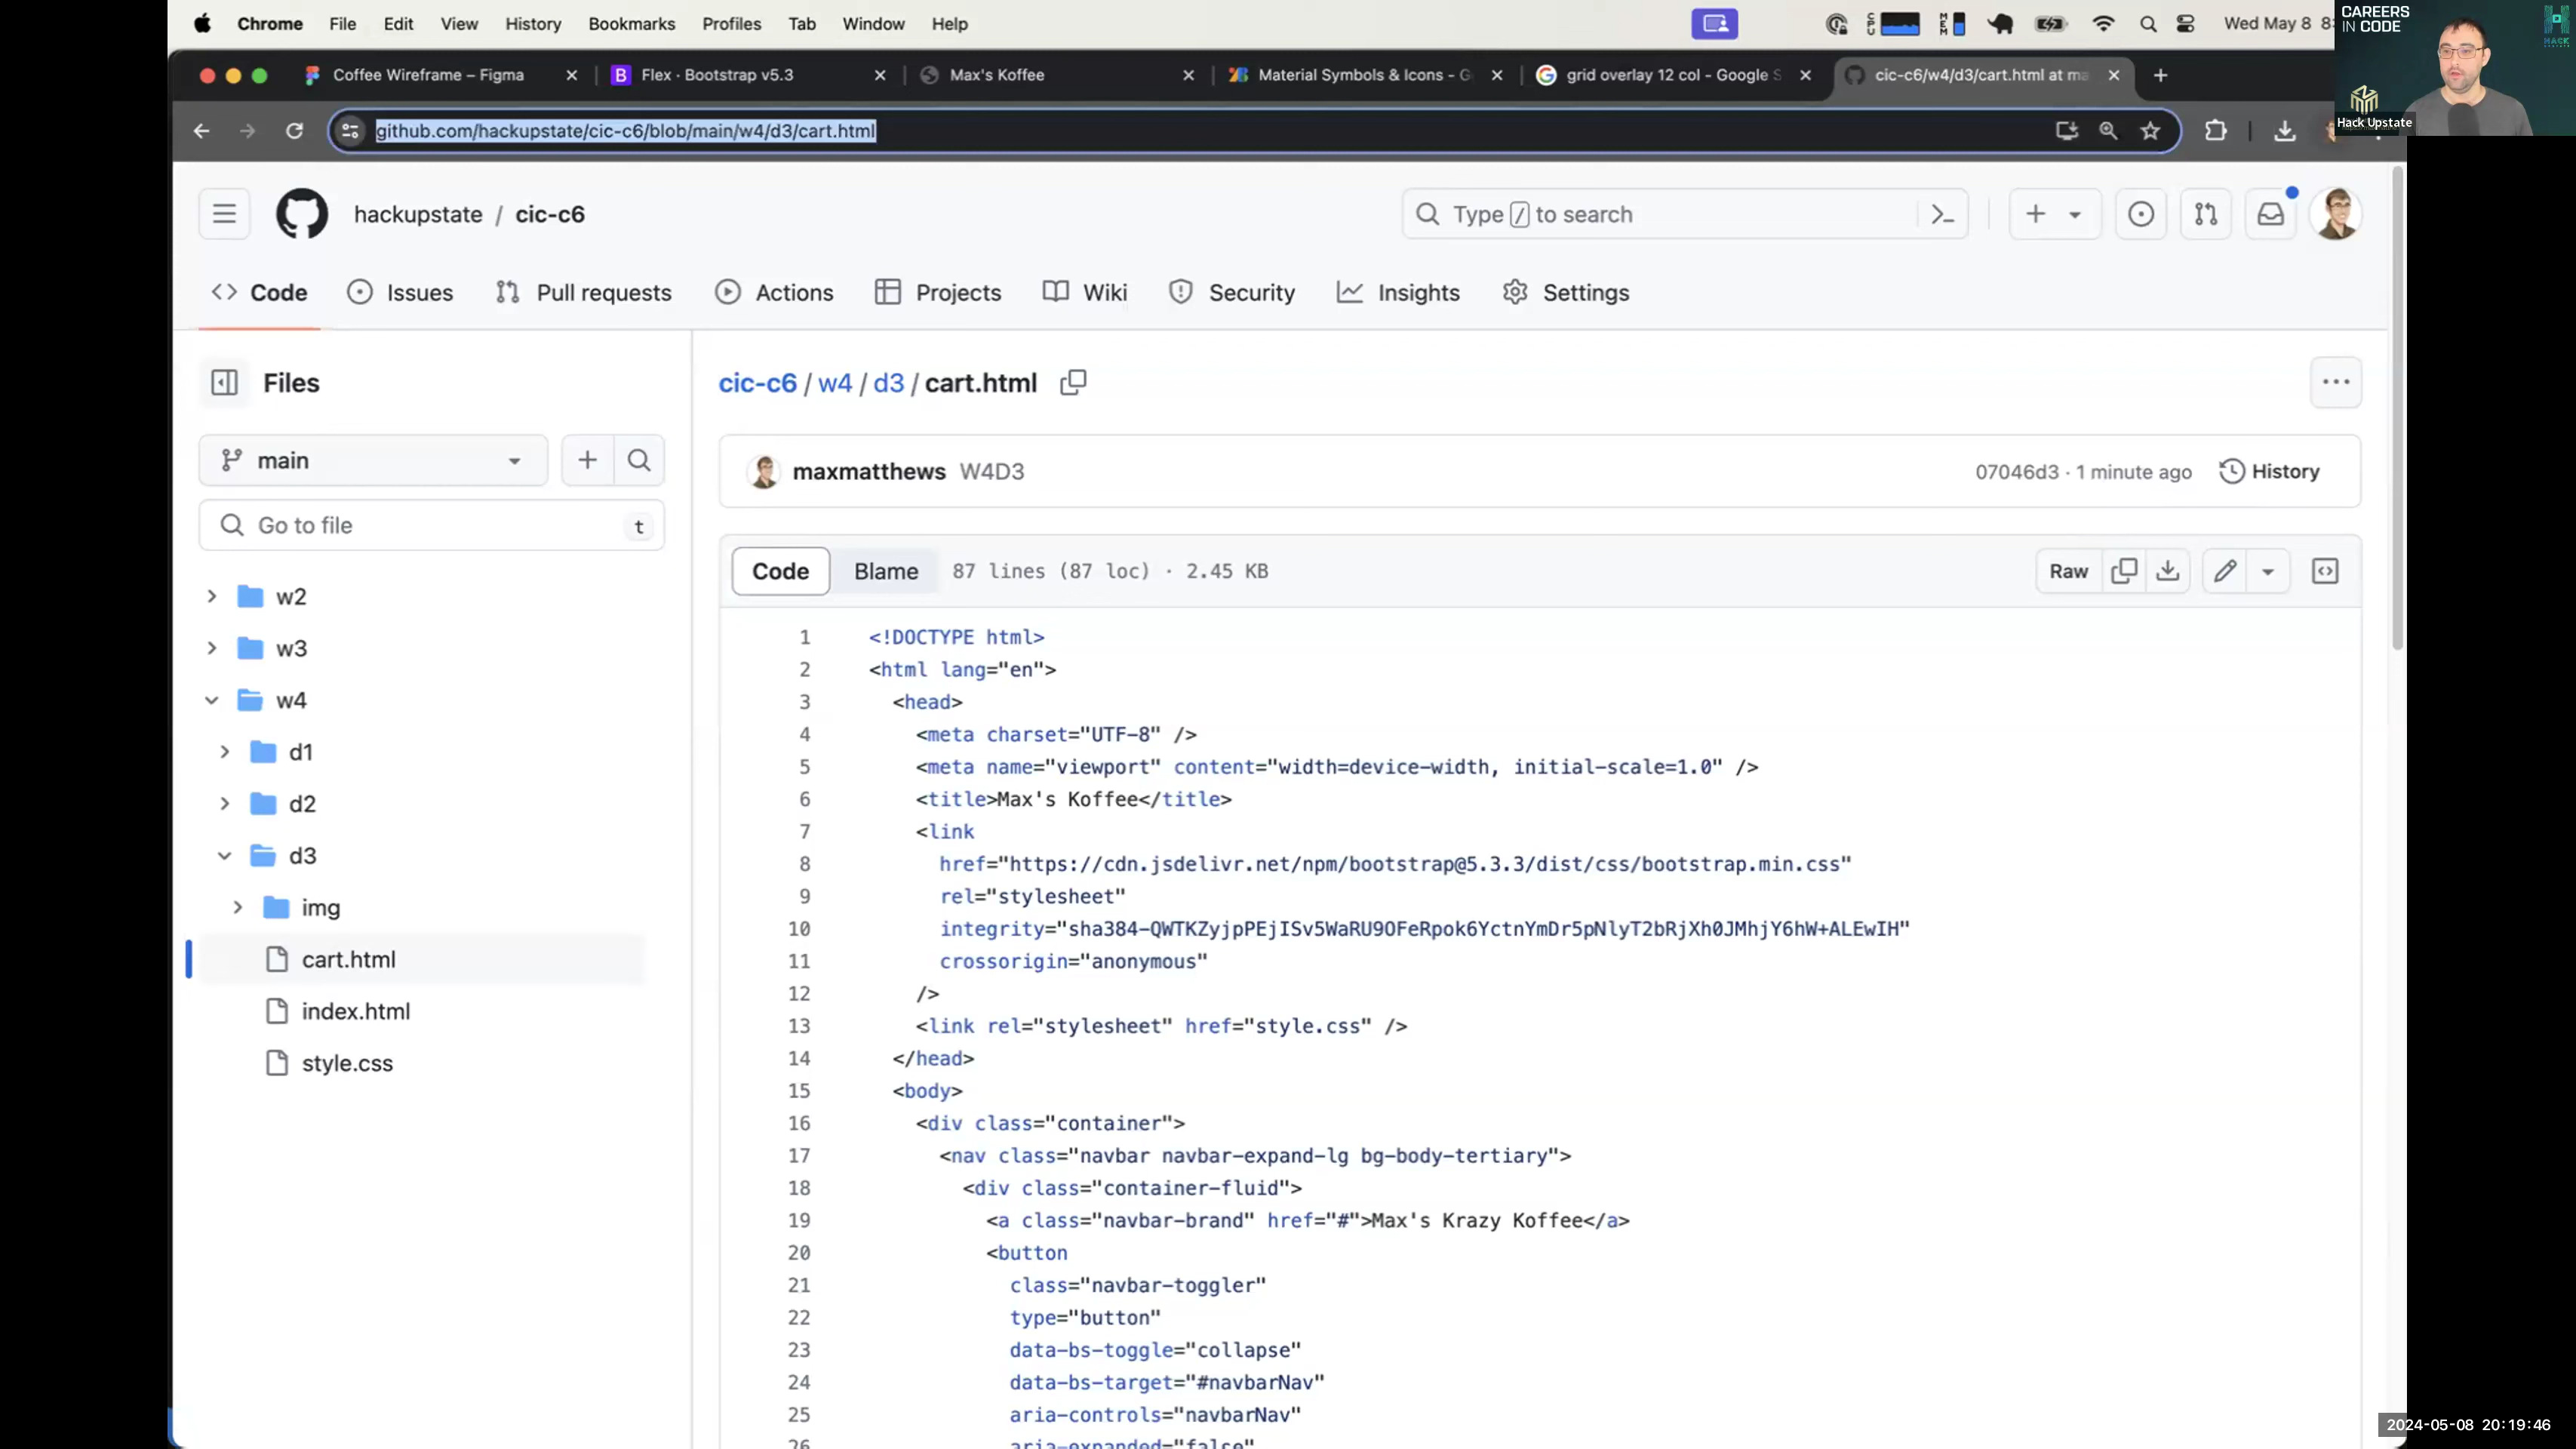 Chrome File Edit View History Bookmarks Profiles Tab Window Help
CPU MEM Wed May 8
CAREERS IN CODE
HACK
Hack Upstate
Coffee Wireframe – Figma
Flex · Bootstrap v5.3
Max's Koffee
Material Symbols & Icons - G
grid overlay 12 col - Google S
cic-c6/w4/d3/cart.html at ma
github.com/hackupstate/cic-c6/blob/main/w4/d3/cart.html
hackupstate / cic-c6
Type / to search
Code Issues Pull requests Actions Projects Wiki Security Insights Settings
Files
main
Go to file t
w2
w3
w4
d1
d2
d3
img
cart.html
index.html
style.css
cic-c6 / w4 / d3 / cart.html
maxmatthews W4D3 07046d3 · 1 minute ago History
Code Blame 87 lines (87 loc) · 2.45 KB Raw
1 <!DOCTYPE html>
2 <html lang="en">
3 <head>
4 <meta charset="UTF-8" />
5 <meta name="viewport" content="width=device-width, initial-scale=1.0" />
6 <title>Max's Koffee</title>
7 <link
8 href="https://cdn.jsdelivr.net/npm/bootstrap@5.3.3/dist/css/bootstrap.min.css"
9 rel="stylesheet"
10 integrity="sha384-QWTKZyjpPEjISv5WaRU9OFeRpok6YctnYmDr5pNlyT2bRjXh0JMhjY6hW+ALEwIH"
11 crossorigin="anonymous"
12 />
13 <link rel="stylesheet" href="style.css" />
14 </head>
15 <body>
16 <div class="container">
17 <nav class="navbar navbar-expand-lg bg-body-tertiary">
18 <div class="container-fluid">
19 <a class="navbar-brand" href="#">Max's Krazy Koffee</a>
20 <button
21 class="navbar-toggler"
22 type="button"
23 data-bs-toggle="collapse"
24 data-bs-target="#navbarNav"
25 aria-controls="navbarNav"
26 aria-expanded="false"
2024-05-08 20:19:46